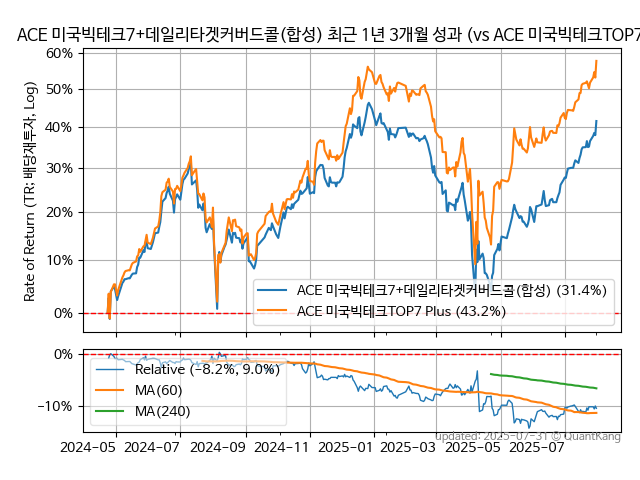 ACE 미국빅테크7+데일리타겟커버드콜(합성) 최근 1년 3개월 성과 (vs ACE 미국빅테크TOP7
60%
50%
40%
30%
20%
10%
0%
Rate of Return (TR: 배당재투자, Log)
ACE 미국빅테크7+데일리타겟커버드콜(합성) (31.4%)
ACE 미국빅테크TOP7 Plus (43.2%)
0%
−10%
Relative (−8.2%, 9.0%)
MA(60)
MA(240)
2024-05 2024-07 2024-09 2024-11 2025-01 2025-03 2025-05 2025-07
updated: 2025-07-31 © QuantKang